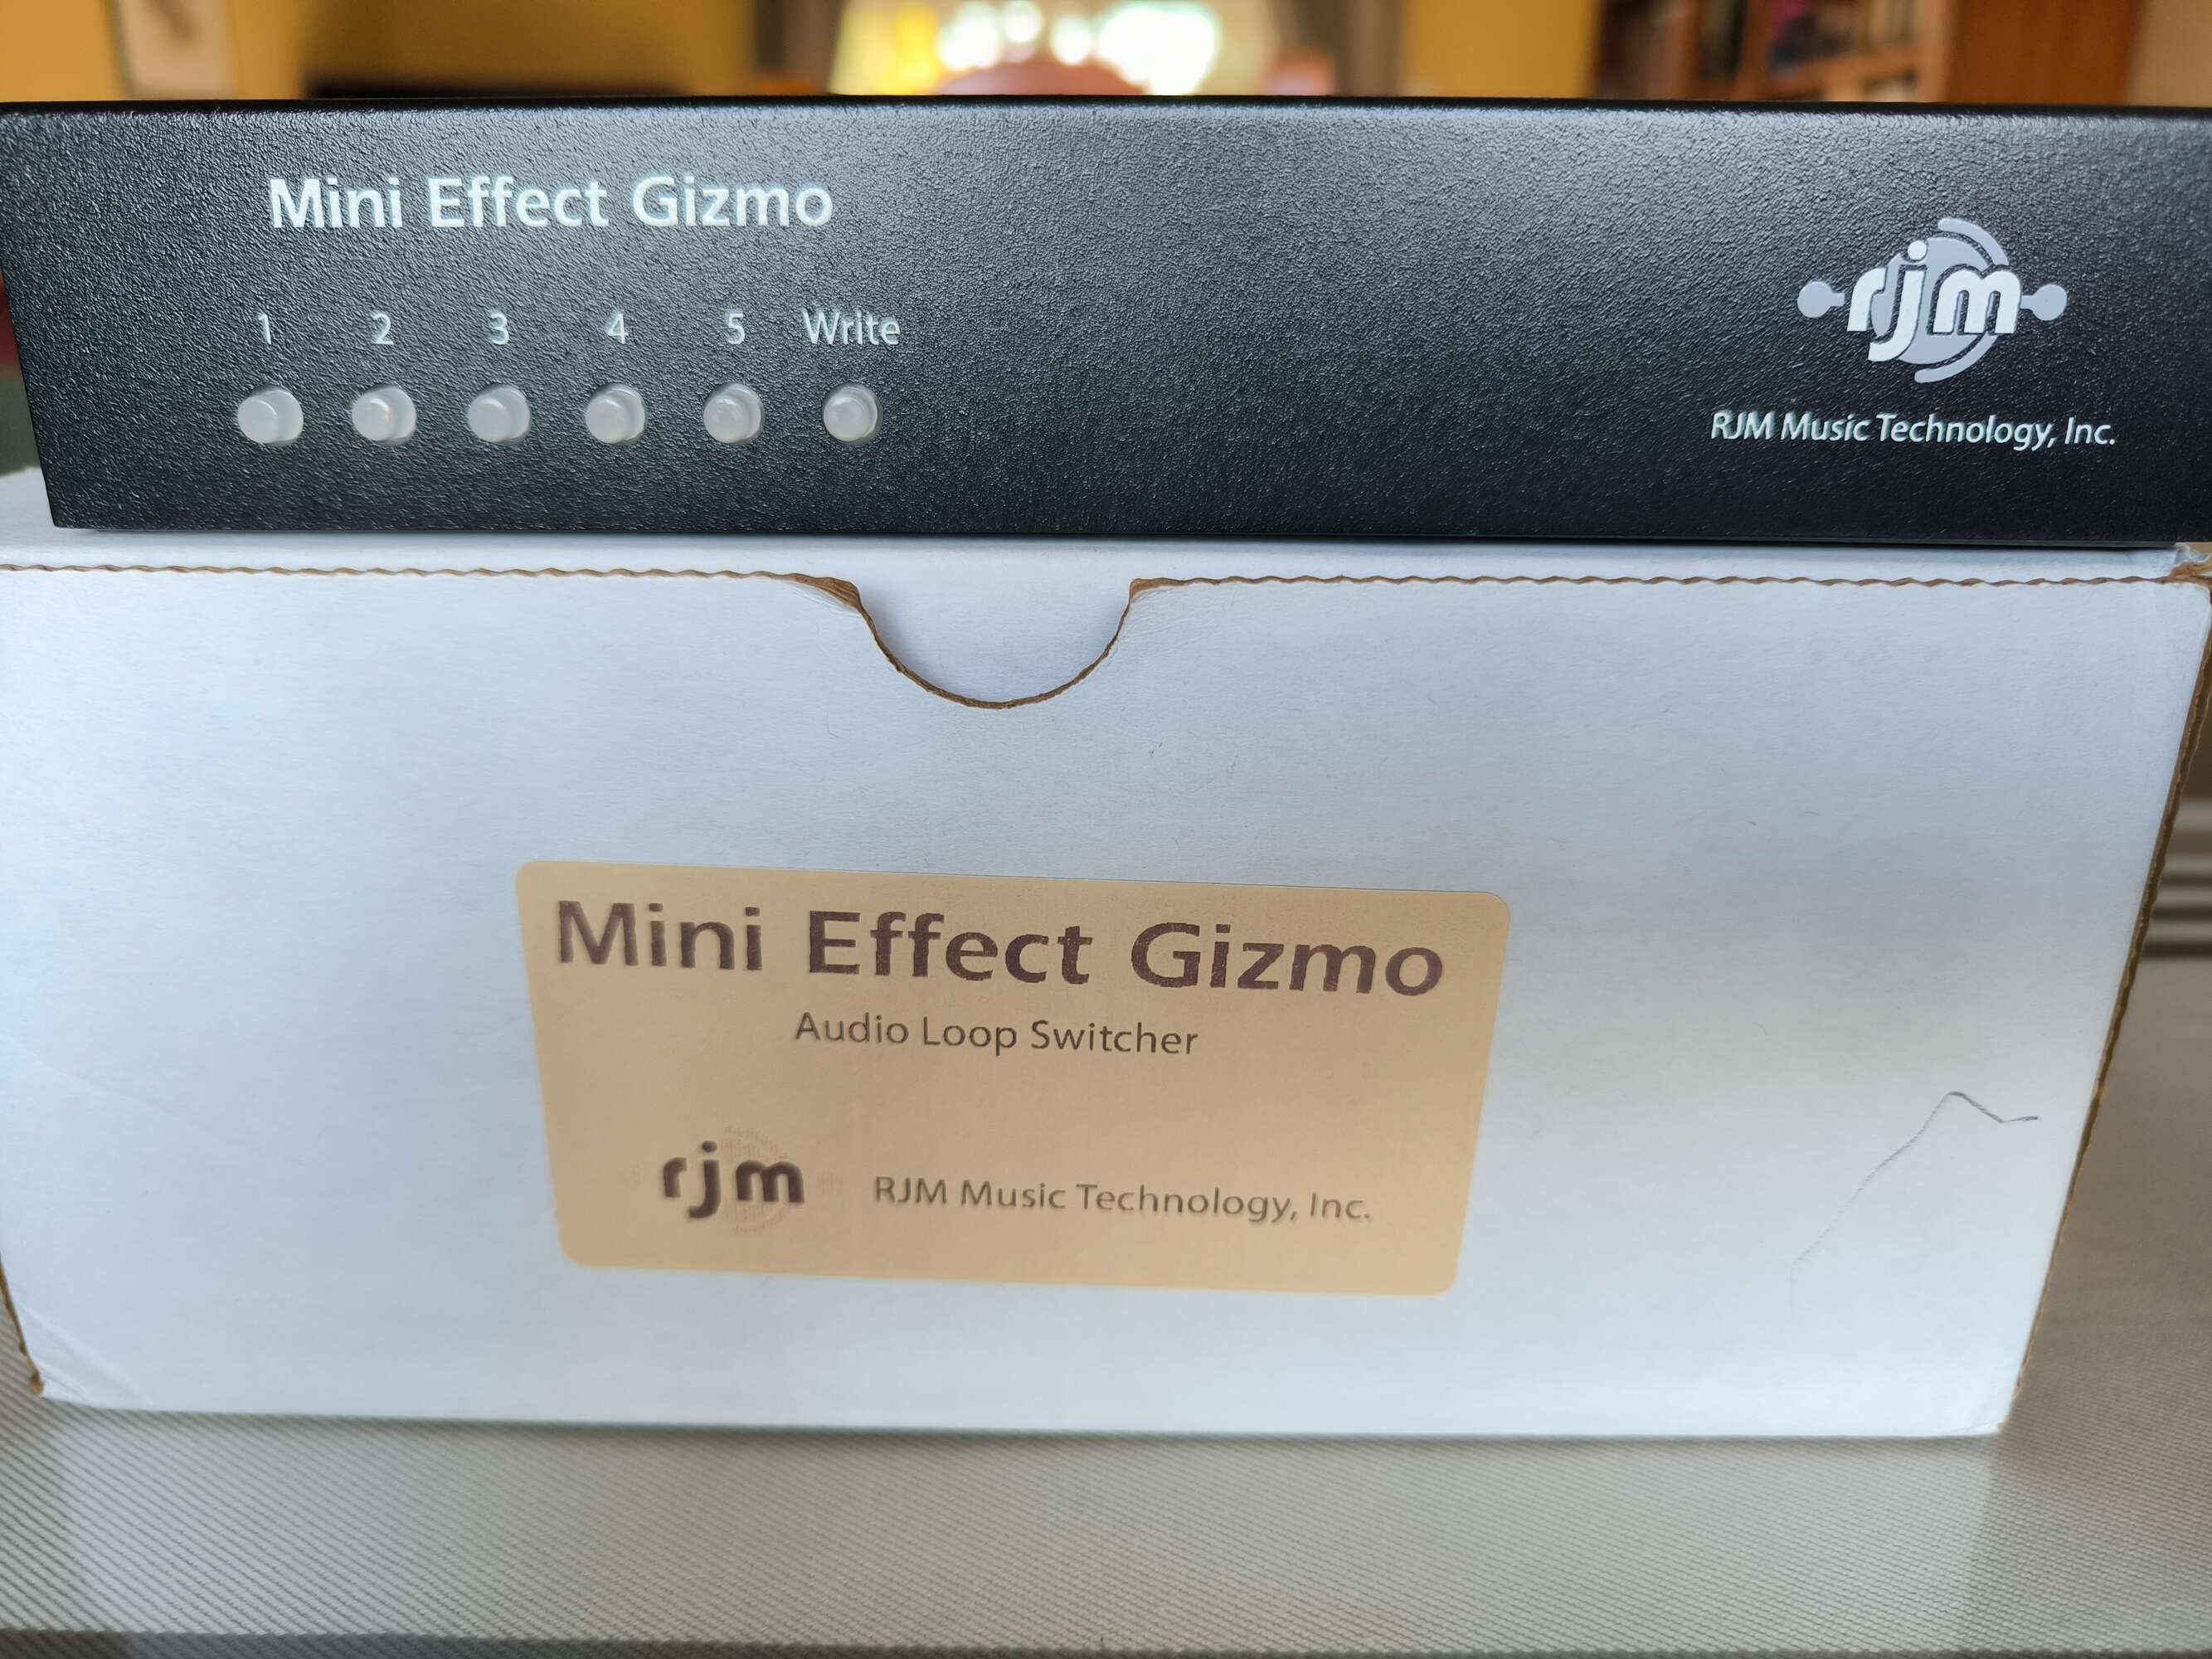 Mini Effect Gizmo
1 2 3 4 5 Write
rjm
RJM Music Technology, Inc.
Mini Effect Gizmo
Audio Loop Switcher
rjm RJM Music Technology, Inc.